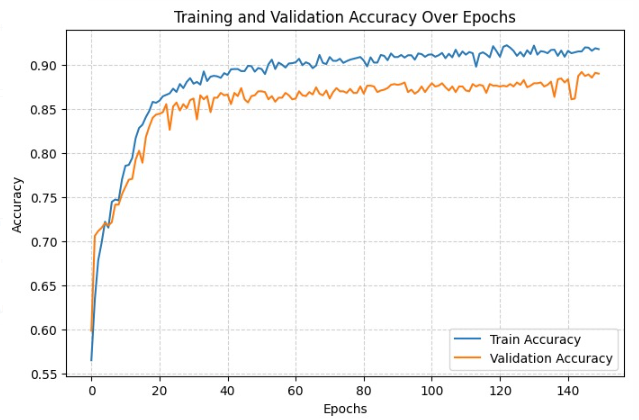 Training and Validation Accuracy Over Epochs
Accuracy
0.90
0.85
0.80
0.75
0.70
0.65
0.60
0.55
0 20 40 60 80 100 120 140
Epochs
Train Accuracy
Validation Accuracy